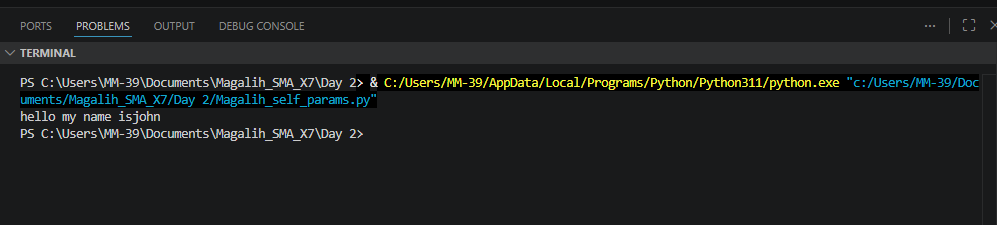 PORTS PROBLEMS OUTPUT DEBUG CONSOLE ...
TERMINAL
PS C:\Users\MM-39\Documents\Magalih_SMA_X7\Day 2> & C:/Users/MM-39/AppData/Local/Programs/Python/Python311/python.exe "c:/Users/MM-39/Doc
uments/Magalih_SMA_X7/Day 2/Magalih_self_params.py"
hello my name isjohn
PS C:\Users\MM-39\Documents\Magalih_SMA_X7\Day 2>